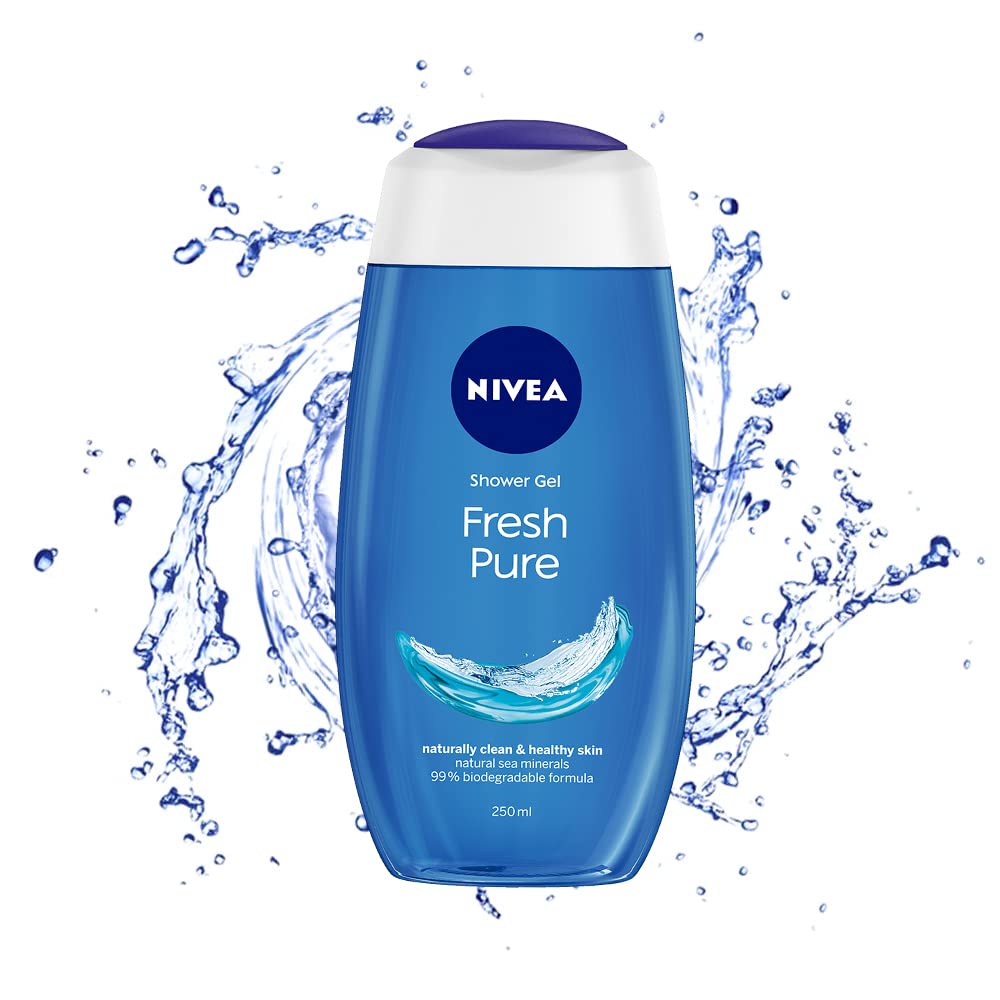 NIVEA
Shower Gel
Fresh
Pure
naturally clean & healthy skin
natural sea minerals
99% biodegradable formula
250 ml